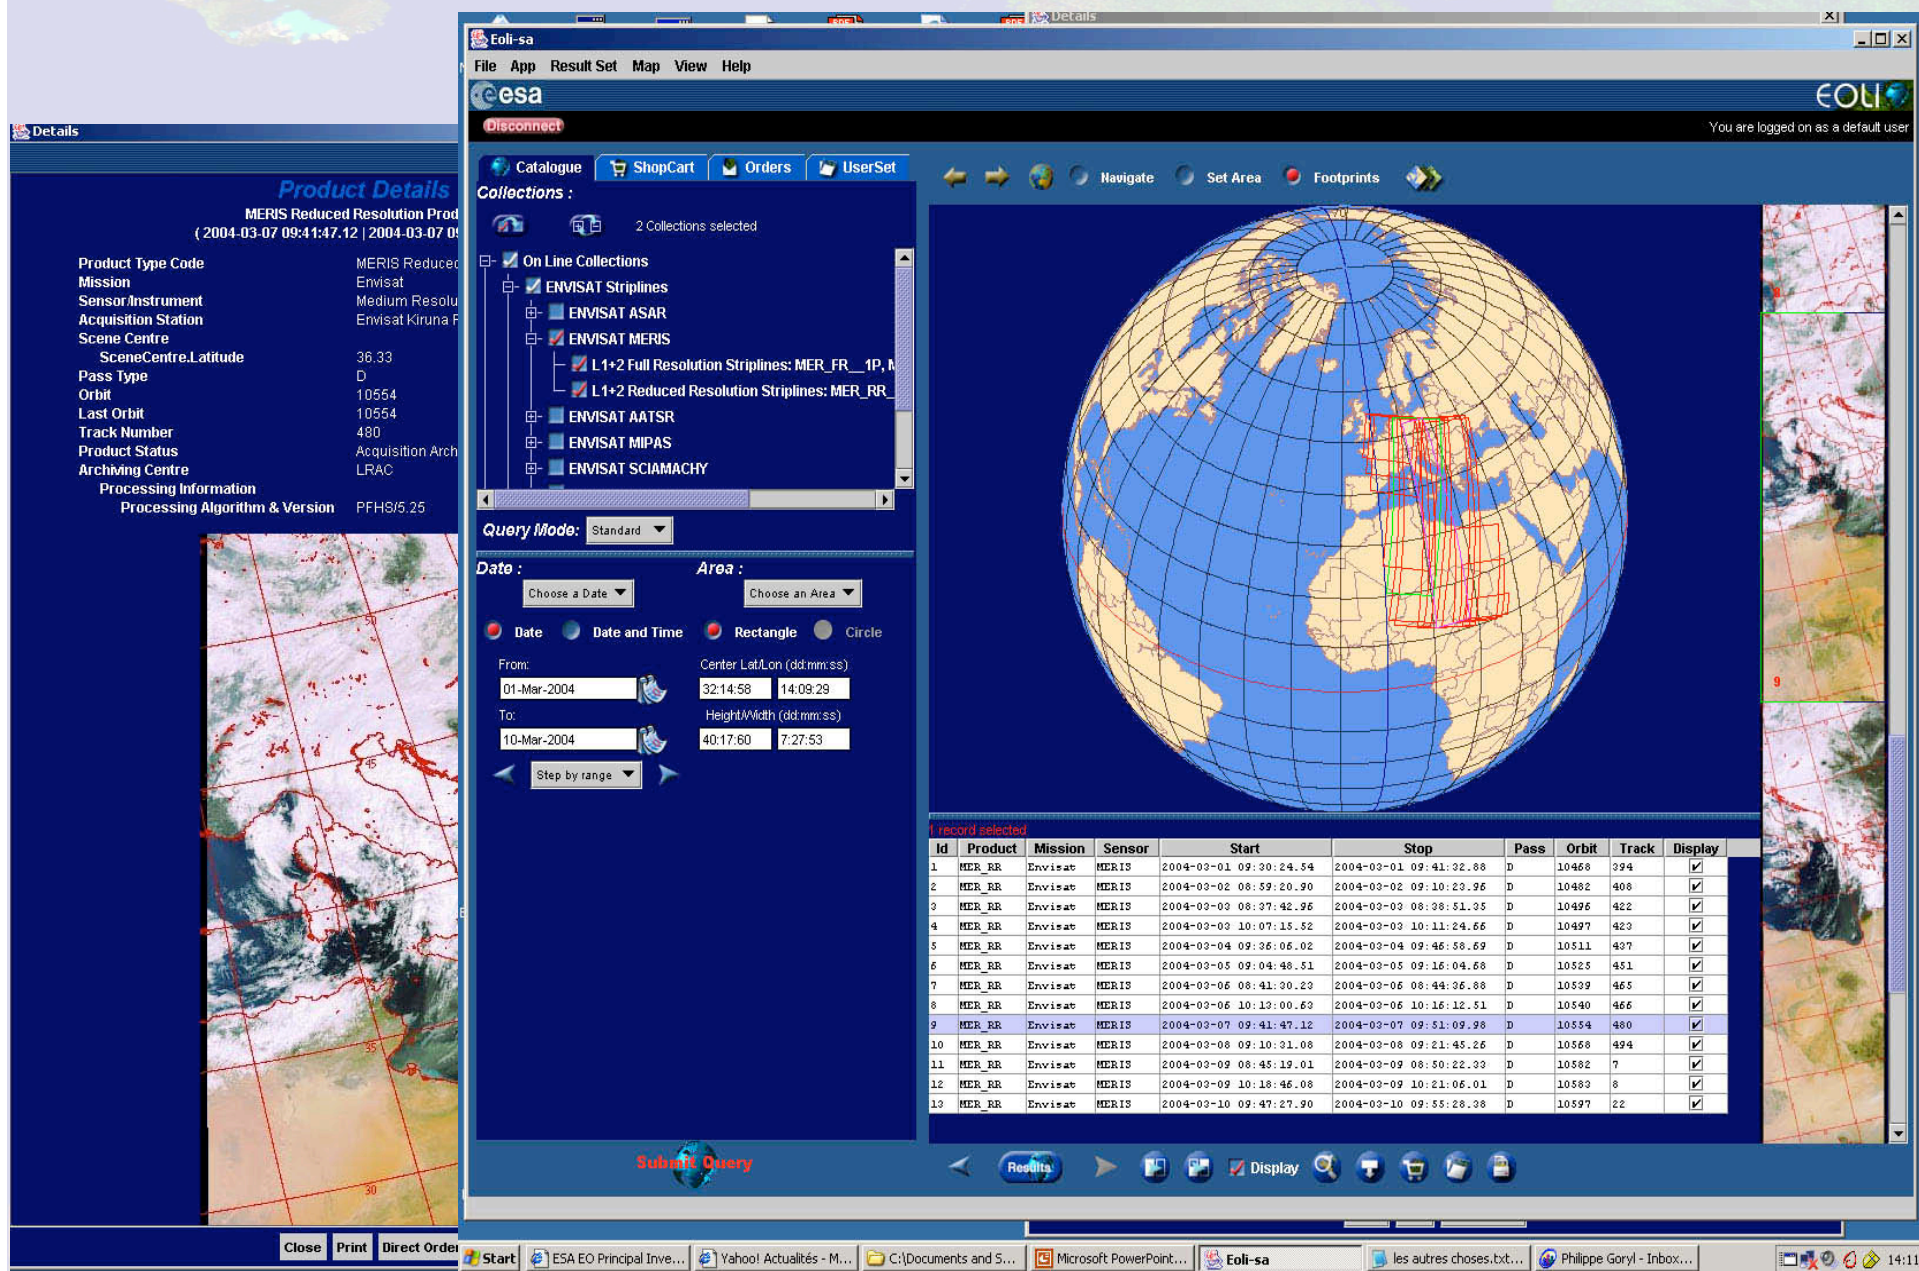 Details
Product Details
MERIS Reduced Resolution Prod
( 2004-03-07 09:41:47.12 | 2004-03-07 09
Product Type Code MERIS Reduced
Mission Envisat
Sensor/Instrument Medium Resolu
Acquisition Station Envisat Kiruna
Scene Centre
SceneCentre.Latitude 36.33
Pass Type D
Orbit 10554
Last Orbit 10554
Track Number 480
Product Status Acquisition Arch
Archiving Centre LRAC
Processing Information
Processing Algorithm & Version PFHS/5.25
50
45
35
30
Close Print Direct Orde
Details
Eoli-sa
File App Result Set Map View Help
esa
EOLI
Disconnect
You are logged on as a default user
Catalogue ShopCart Orders UserSet
Navigate Set Area Footprints
Collections :
2 Collections selected
On Line Collections
ENVISAT Striplines
ENVISAT ASAR
ENVISAT MERIS
L1+2 Full Resolution Striplines: MER_FR__1P, M
L1+2 Reduced Resolution Striplines: MER_RR_
ENVISAT AATSR
ENVISAT MIPAS
ENVISAT SCIAMACHY
Query Mode: Standard
Date : Area :
Choose a Date Choose an Area
Date Date and Time Rectangle Circle
From: Center Lat/Lon (dd:mm:ss)
01-Mar-2004 32:14:58 14:09:29
To: Height/Width (dd:mm:ss)
10-Mar-2004 40:17:60 7:27:53
Step by range
Submit Query
9
1 record selected
Id Product Mission Sensor Start Stop Pass Orbit Track Display
1 MER_RR Envisat MERIS 2004-03-01 09:30:24.54 2004-03-01 09:41:32.88 D 10468 394
2 MER_RR Envisat MERIS 2004-03-02 08:59:20.90 2004-03-02 09:10:23.96 D 10482 408
3 MER_RR Envisat MERIS 2004-03-03 08:37:42.96 2004-03-03 08:38:51.35 D 10496 422
4 MER_RR Envisat MERIS 2004-03-03 10:07:15.52 2004-03-03 10:11:24.66 D 10497 423
5 MER_RR Envisat MERIS 2004-03-04 09:36:06.02 2004-03-04 09:46:58.69 D 10511 437
6 MER_RR Envisat MERIS 2004-03-05 09:04:48.51 2004-03-05 09:16:04.68 D 10525 451
7 MER_RR Envisat MERIS 2004-03-06 08:41:30.23 2004-03-06 08:44:36.88 D 10539 465
8 MER_RR Envisat MERIS 2004-03-06 10:13:00.63 2004-03-06 10:16:12.51 D 10540 466
9 MER_RR Envisat MERIS 2004-03-07 09:41:47.12 2004-03-07 09:51:09.98 D 10554 480
10 MER_RR Envisat MERIS 2004-03-08 09:10:31.08 2004-03-08 09:21:45.26 D 10568 494
11 MER_RR Envisat MERIS 2004-03-09 08:45:19.01 2004-03-09 08:50:22.33 D 10582 7
12 MER_RR Envisat MERIS 2004-03-09 10:18:46.08 2004-03-09 10:21:06.01 D 10583 8
13 MER_RR Envisat MERIS 2004-03-10 09:47:27.90 2004-03-10 09:55:28.38 D 10597 22
Results Display
Start ESA EO Principal Inve... Yahoo! Actualités - M... C:\Documents and S... Microsoft PowerPoint... Eoli-sa les autres choses.txt... Philippe Goryl - Inbox... 14:11